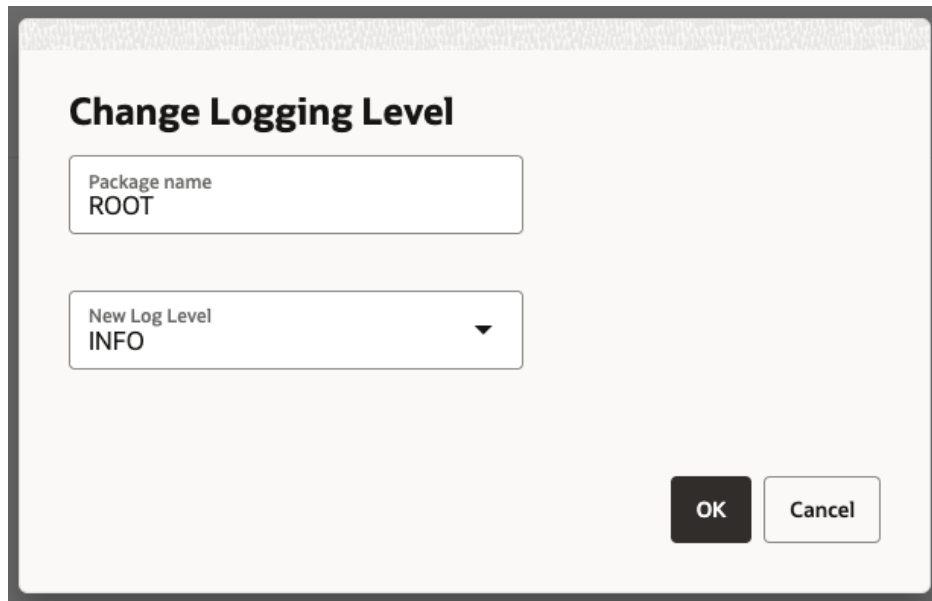 Change Logging Level
Package name
ROOT
New Log Level
INFO
OK
Cancel